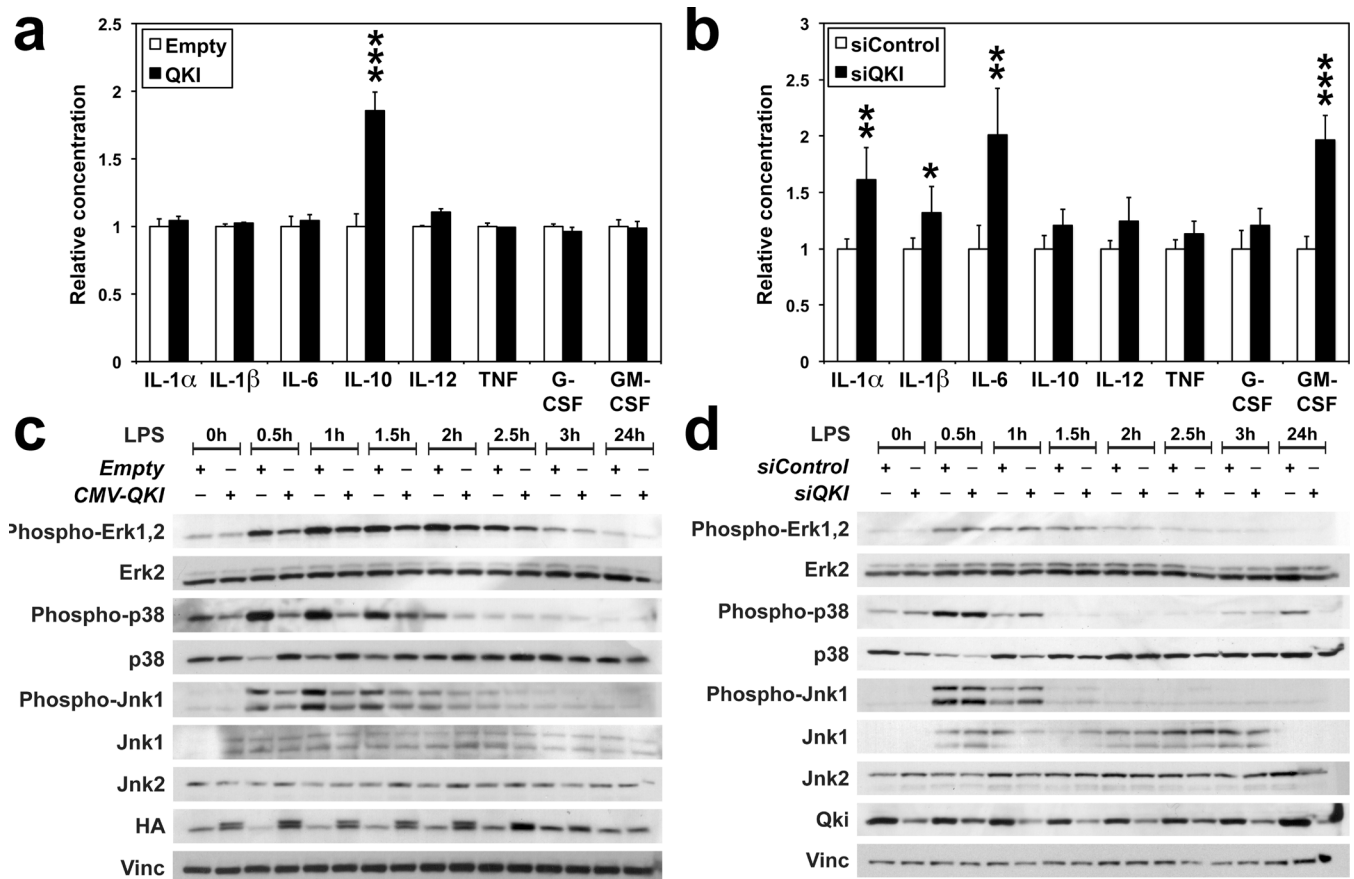 a
2.5
2
1.5
1
0.5
0
Relative concentration
Empty
QKI
***
IL-1α IL-1β IL-6 IL-10 IL-12 TNF G-CSF GM-CSF
b
3
2.5
2
1.5
1
0.5
0
Relative concentration
siControl
siQKI
** * ** ***
IL-1α IL-1β IL-6 IL-10 IL-12 TNF G-CSF GM-CSF
c
LPS 0h 0.5h 1h 1.5h 2h 2.5h 3h 24h
Empty + – + – + – + – + – + – + – + –
CMV-QKI – + – + – + – + – + – + – + – +
Phospho-Erk1,2
Erk2
Phospho-p38
p38
Phospho-Jnk1
Jnk1
Jnk2
HA
Vinc
d
LPS 0h 0.5h 1h 1.5h 2h 2.5h 3h 24h
siControl + – + – + – + – + – + – + – + –
siQKI – + – + – + – + – + – + – + – +
Phospho-Erk1,2
Erk2
Phospho-p38
p38
Phospho-Jnk1
Jnk1
Jnk2
Qki
Vinc